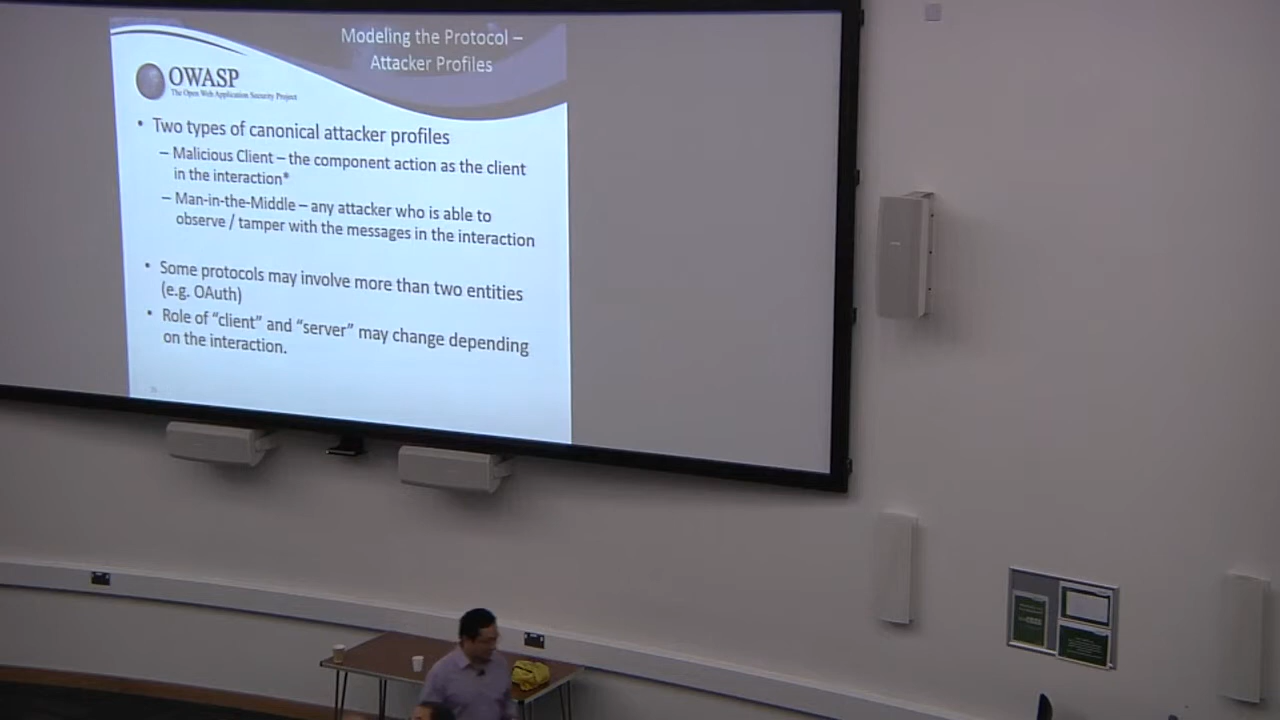 Modeling the Protocol –
Attacker Profiles
OWASP
The Open Web Application Security Project
• Two types of canonical attacker profiles
– Malicious Client – the component action as the client
in the interaction*
– Man-in-the-Middle – any attacker who is able to
observe / tamper with the messages in the interaction
• Some protocols may involve more than two entities
(e.g. OAuth)
• Role of “client” and “server” may change depending
on the interaction.